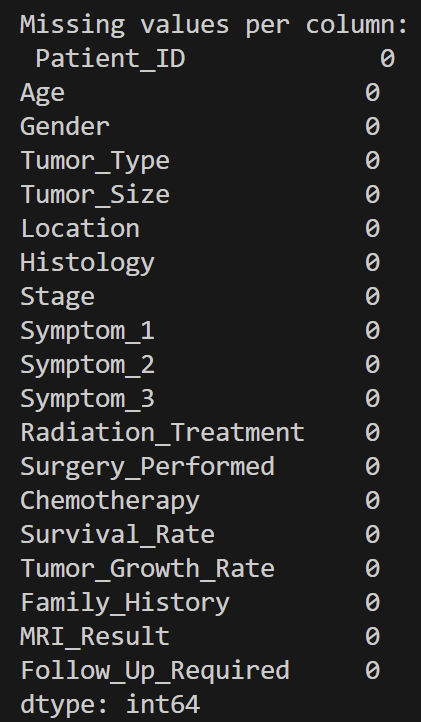 Missing values per column:
 Patient_ID             0
Age                    0
Gender                 0
Tumor_Type             0
Tumor_Size             0
Location               0
Histology              0
Stage                  0
Symptom_1              0
Symptom_2              0
Symptom_3              0
Radiation_Treatment    0
Surgery_Performed      0
Chemotherapy           0
Survival_Rate          0
Tumor_Growth_Rate      0
Family_History         0
MRI_Result             0
Follow_Up_Required     0
dtype: int64